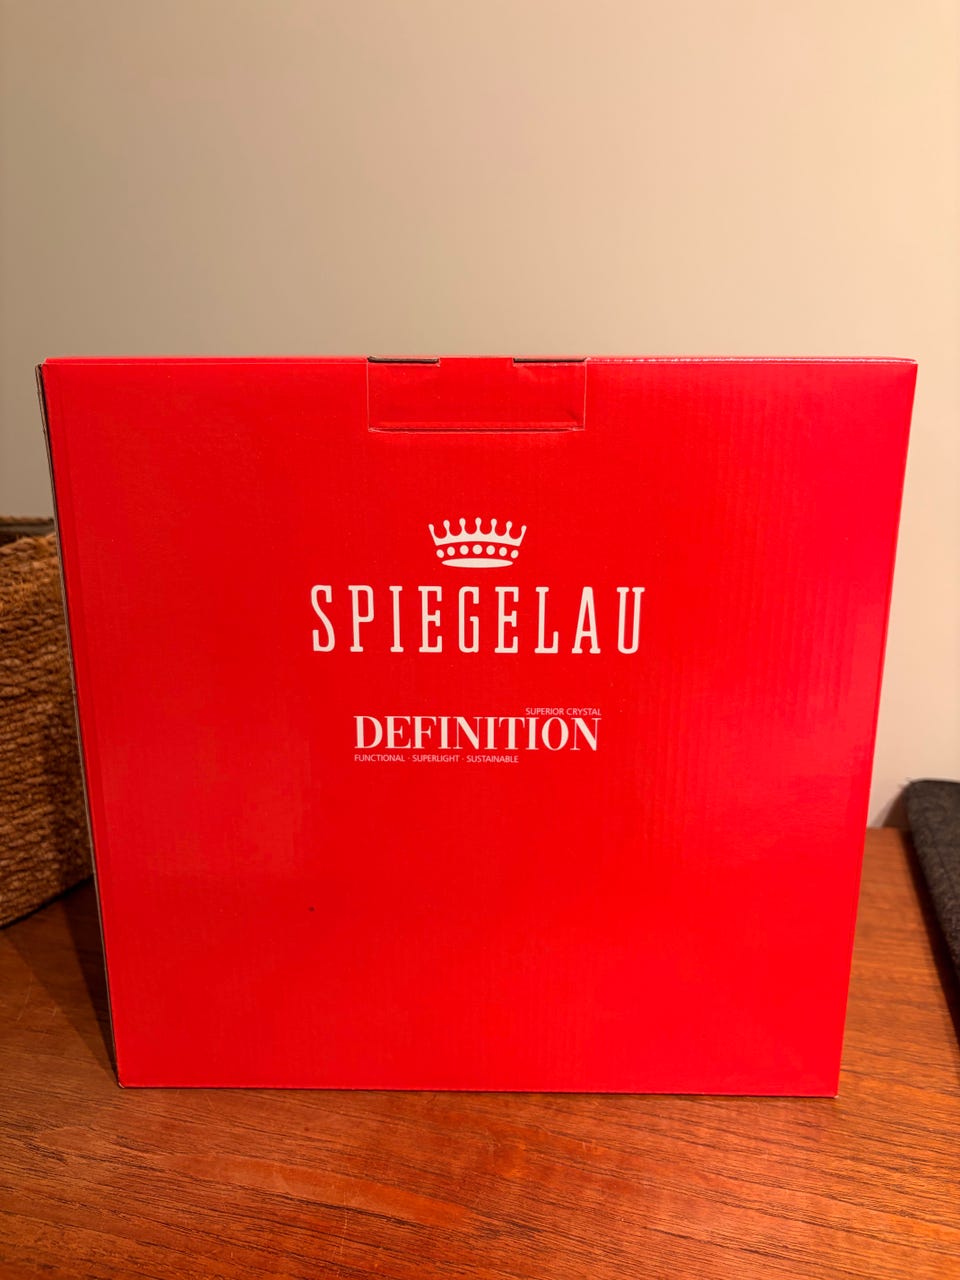 SPIEGELAU
SUPERIOR CRYSTAL
DEFINITION
FUNCTIONAL · SUPERLIGHT · SUSTAINABLE